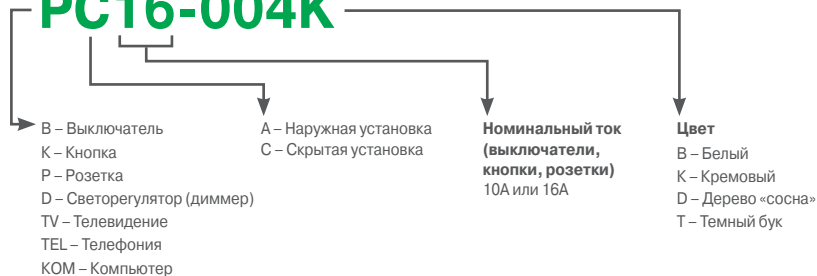 РС16-004К
В – Выключатель
К – Кнопка
Р – Розетка
D – Светорегулятор (диммер)
TV – Телевидение
TEL – Телефония
КОМ – Компьютер
А – Наружная установка
С – Скрытая установка
Номинальный ток
(выключатели,
кнопки, розетки)
10А или 16А
Цвет
В – Белый
К – Кремовый
D – Дерево «сосна»
Т – Темный бук